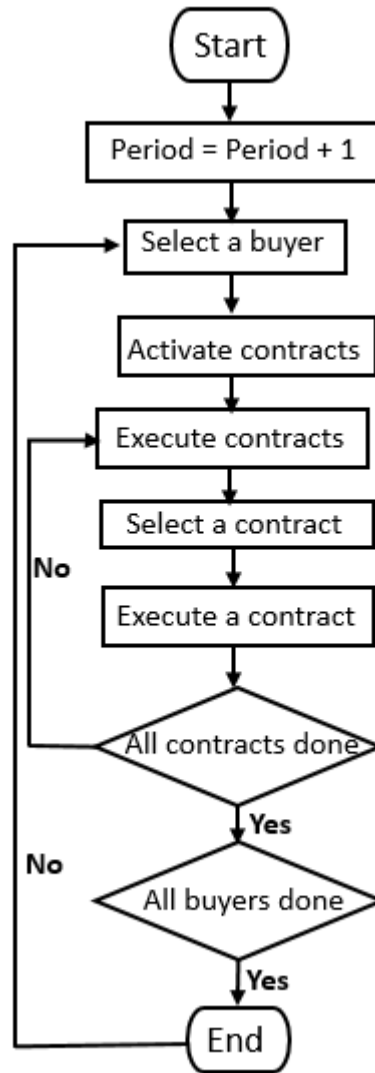 Start
Period = Period + 1
Select a buyer
Activate contracts
Execute contracts
Select a contract
No
Execute a contract
All contracts done
Yes
No
All buyers done
Yes
End